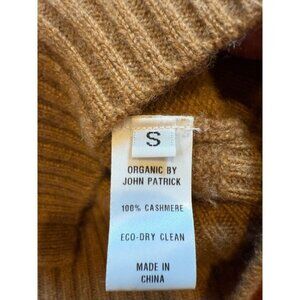 S
ORGANIC BY
JOHN PATRICK
100% CASHMERE
ECO-DRY CLEAN
MADE IN
CHINA